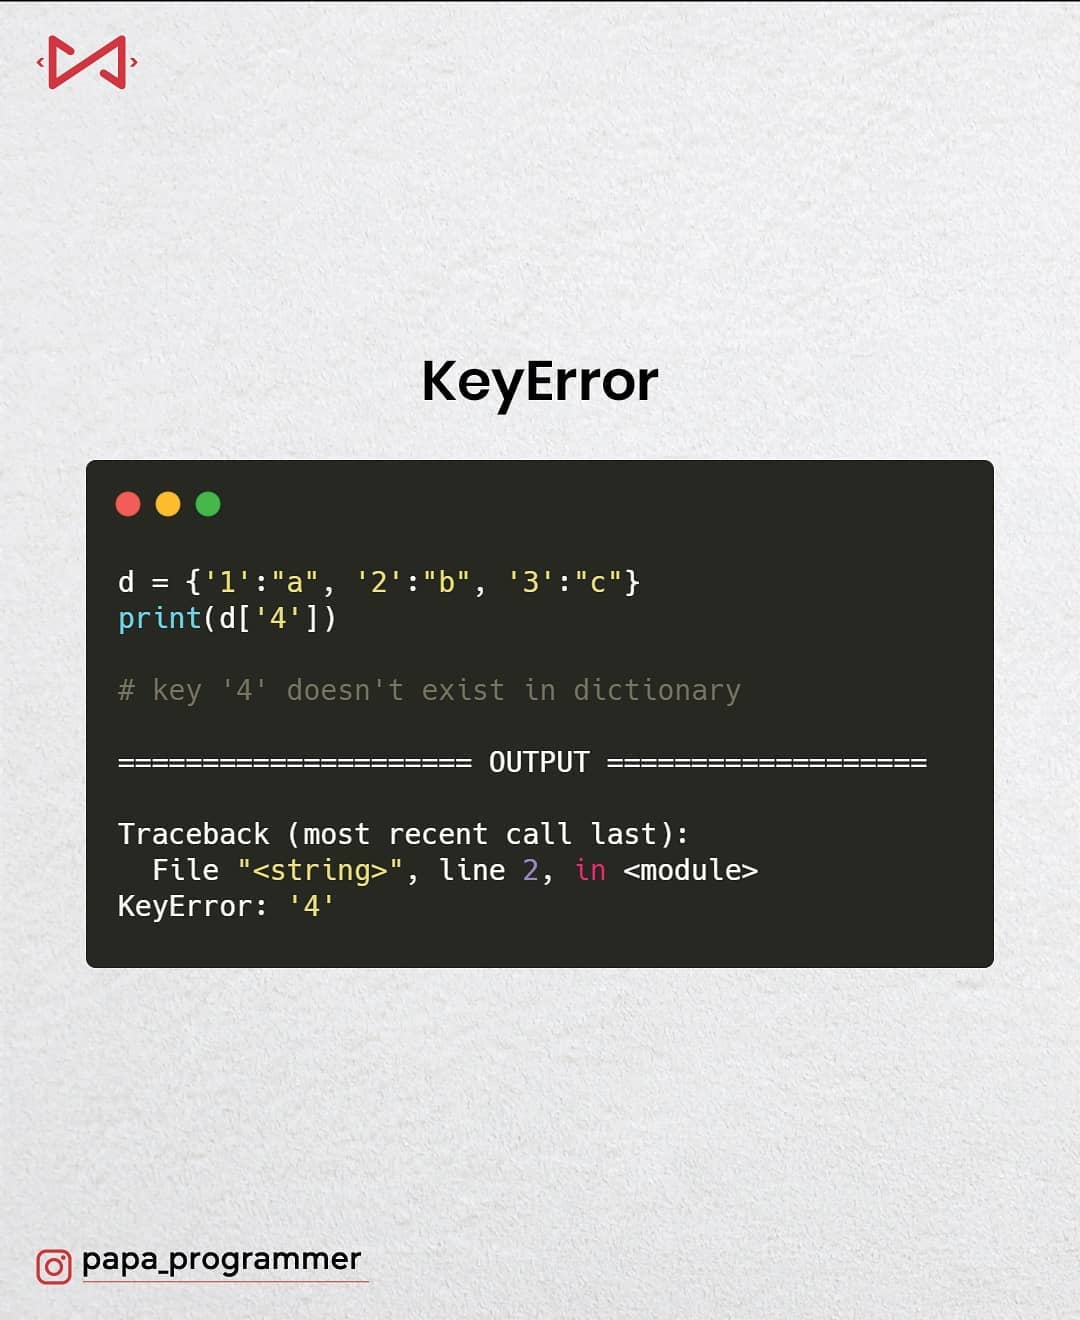 KeyError
d = {'1':"a", '2':"b", '3':"c"}
print(d['4'])
# key '4' doesn't exist in dictionary
===================== OUTPUT ===================
Traceback (most recent call last):
  File "<string>", line 2, in <module>
KeyError: '4'
papa_programmer